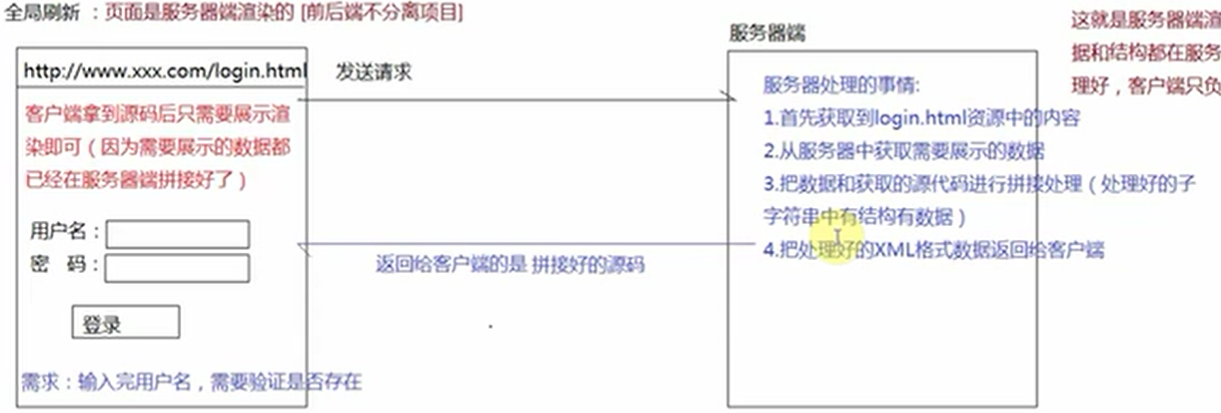 全局刷新 ：页面是服务器端渲染的 [前后端不分离项目]
http://www.xxx.com/login.html
发送请求
客户端拿到源码后只需要展示渲
染即可（因为需要展示的数据都
已经在服务器端拼接好了）
用户名：
密 码：
登录
需求：输入完用户名，需要验证是否存在
返回给客户端的是 拼接好的源码
服务器端
服务器处理的事情:
1.首先获取到login.html资源中的内容
2.从服务器中获取需要展示的数据
3.把数据和获取的源代码进行拼接处理（处理好的子
字符串中有结构有数据）
4.把处理好的XML格式数据返回给客户端
这就是服务器端渲
据和结构都在服务
理好，客户端只负